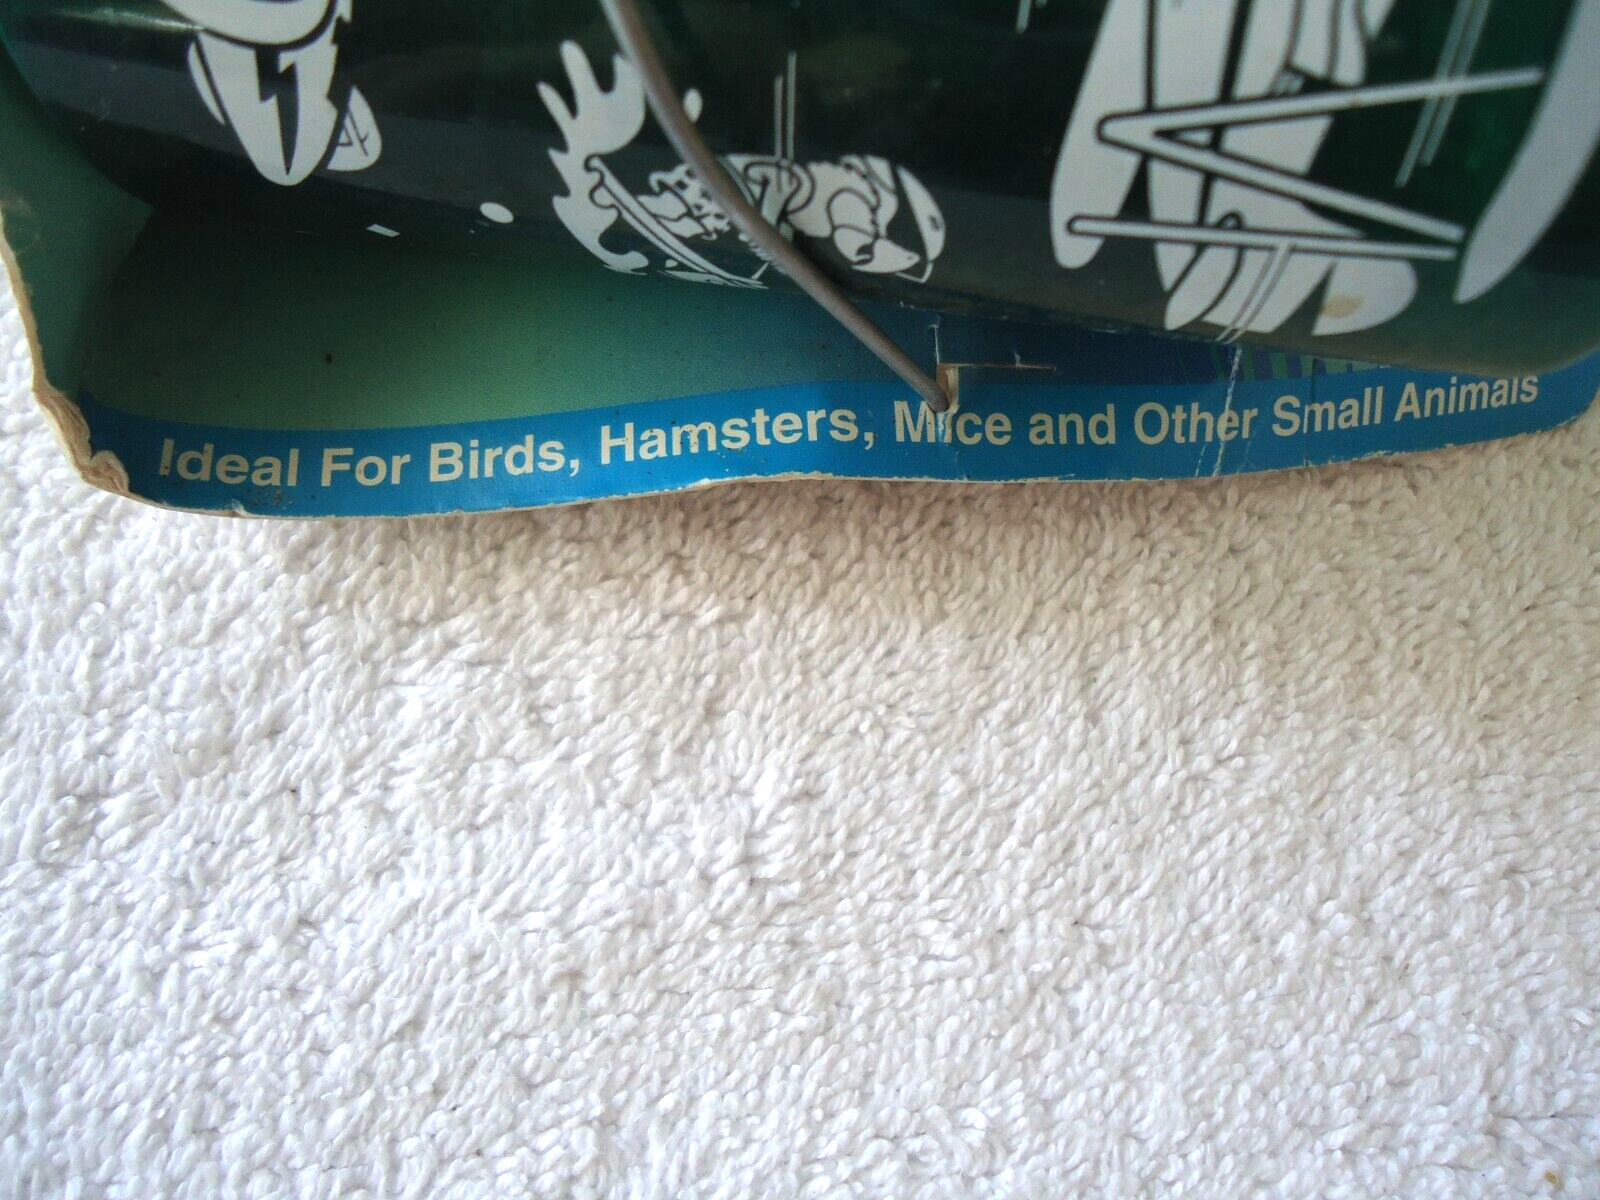 Ideal For Birds, Hamsters, Mice and Other Small Animals